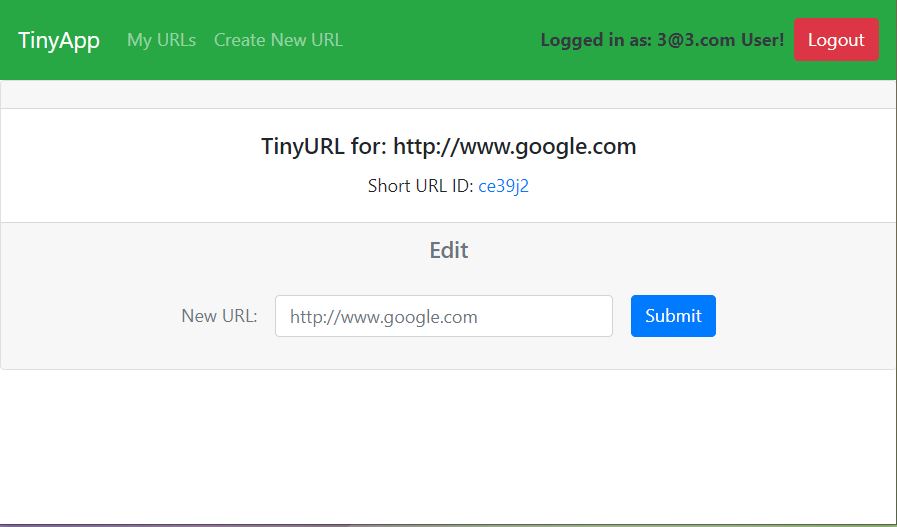 TinyApp My URLs Create New URL Logged in as: 3@3.com User! Logout
TinyURL for: http://www.google.com
Short URL ID: ce39j2
Edit
New URL: http://www.google.com Submit